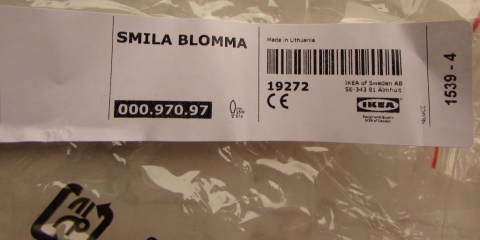 SMILA BLOMMA
000.970.97
Made in Lithuania
19272
CE
IKEA of Sweden AB
SE-343 81 Älmhult
IKEA
1539 - 4